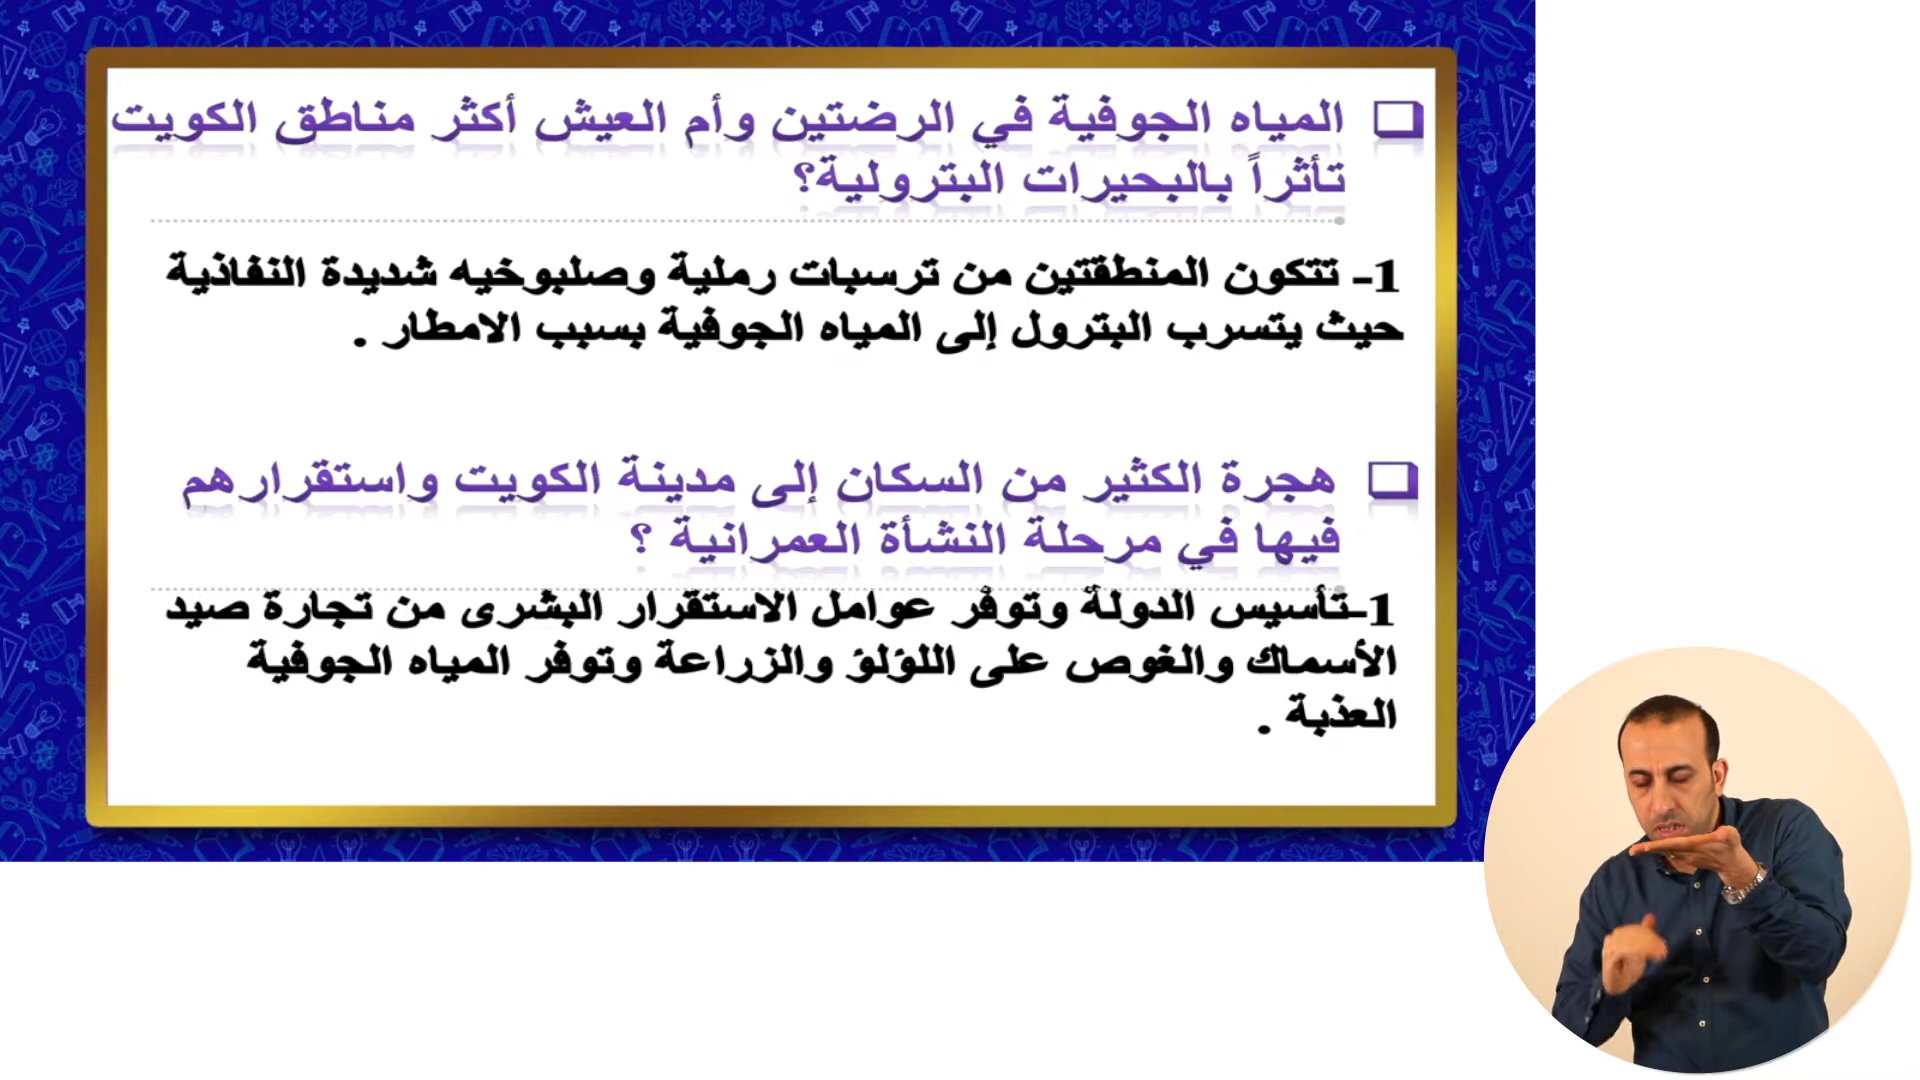 المياه الجوفية في الرضتين وأم العيش أكثر مناطق الكويت
تأثراً بالبحيرات البترولية؟
1- تتكون المنطقتين من ترسبات رملية وصلبوخيه شديدة النفاذية
حيث يتسرب البترول إلى المياه الجوفية بسبب الامطار .
هجرة الكثير من السكان إلى مدينة الكويت واستقرارهم
فيها في مرحلة النشأة العمرانية ؟
1-تأسيس الدولة وتوفر عوامل الاستقرار البشرى من تجارة صيد
الأسماك والغوص على اللؤلؤ والزراعة وتوفر المياه الجوفية
العذبة .